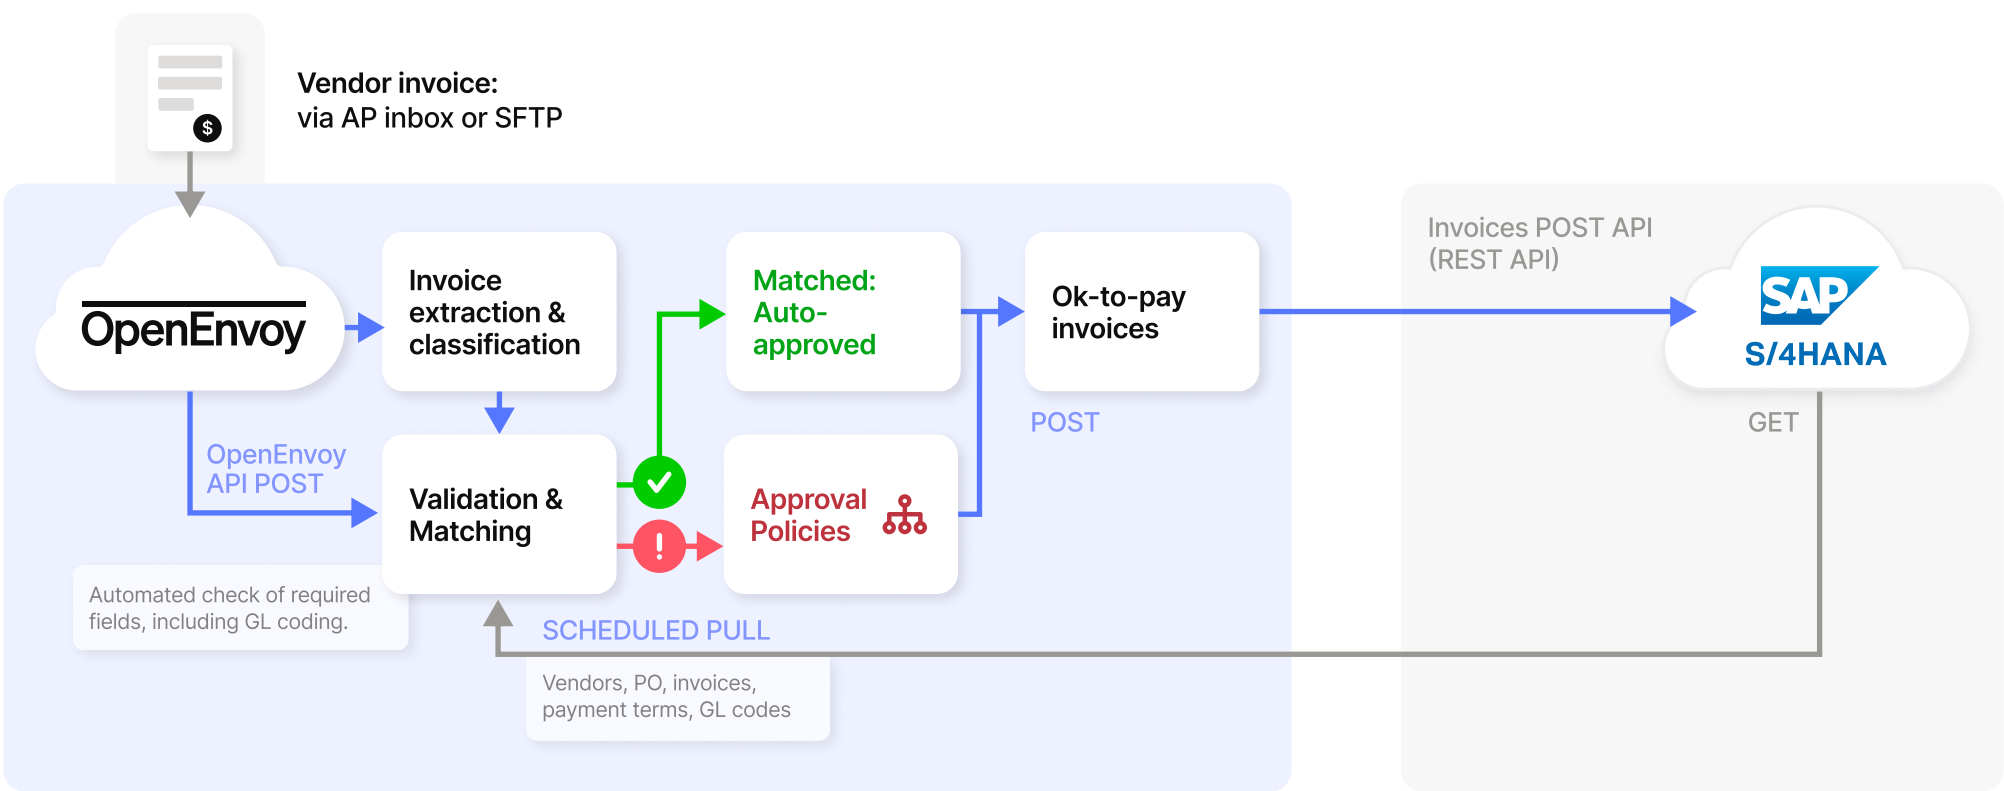 $
Vendor invoice:
via AP inbox or SFTP
OpenEnvoy
Invoice
extraction &
classification
Matched:
Auto-
approved
Ok-to-pay
invoices
Invoices POST API
(REST API)
SAP
S/4HANA
OpenEnvoy
API POST
Validation &
Matching
!
Approval
Policies
POST
GET
Automated check of required
fields, including GL coding.
SCHEDULED PULL
Vendors, PO, invoices,
payment terms, GL codes